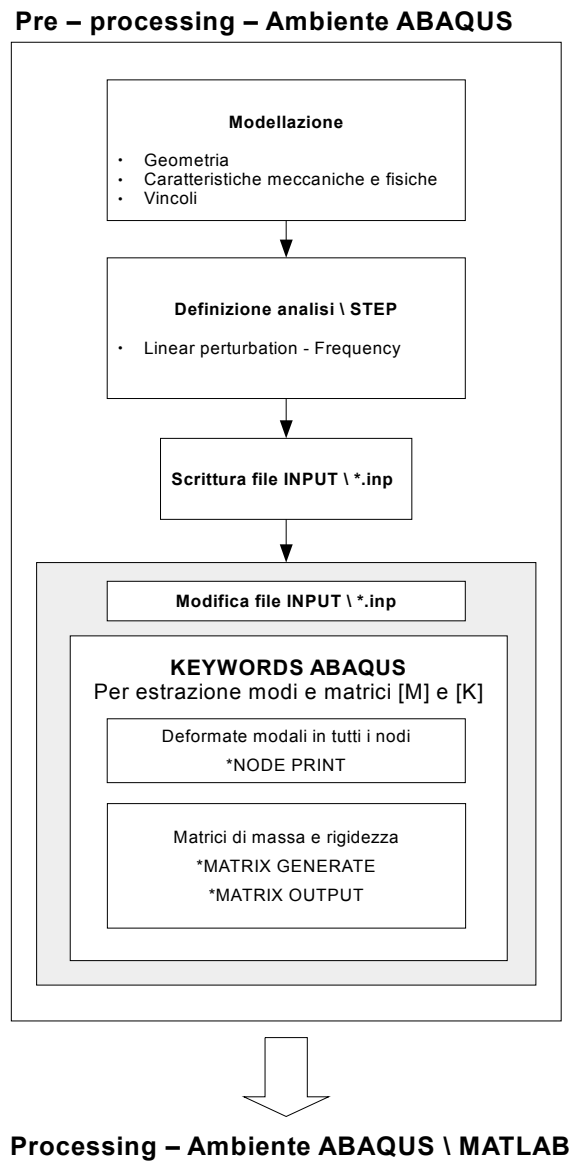 Pre – processing – Ambiente ABAQUS
Modellazione
· Geometria
· Caratteristiche meccaniche e fisiche
· Vincoli
Definizione analisi \ STEP
· Linear perturbation - Frequency
Scrittura file INPUT \ *.inp
Modifica file INPUT \ *.inp
KEYWORDS ABAQUS
Per estrazione modi e matrici [M] e [K]
Deformate modali in tutti i nodi
*NODE PRINT
Matrici di massa e rigidezza
*MATRIX GENERATE
*MATRIX OUTPUT
Processing – Ambiente ABAQUS \ MATLAB